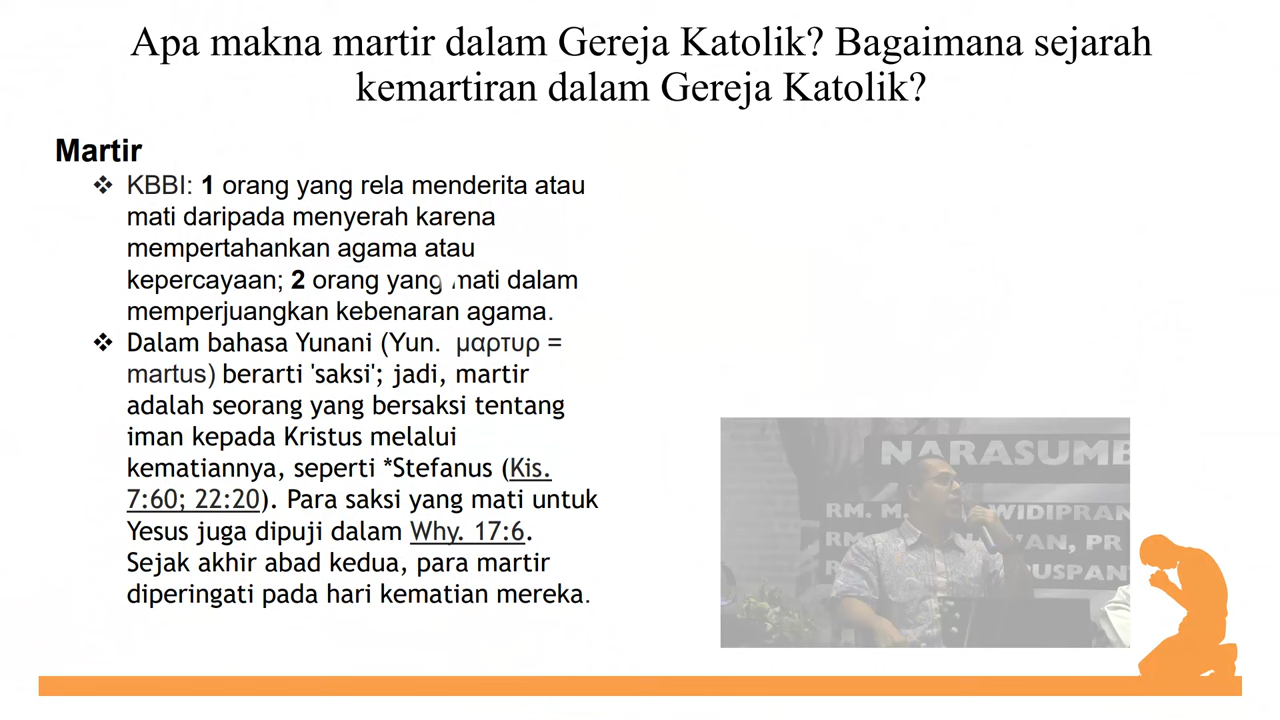 Apa makna martir dalam Gereja Katolik? Bagaimana sejarah
kemartiran dalam Gereja Katolik?
Martir
❖ KBBI: 1 orang yang rela menderita atau
mati daripada menyerah karena
mempertahankan agama atau
kepercayaan; 2 orang yang mati dalam
memperjuangkan kebenaran agama.
❖ Dalam bahasa Yunani (Yun. μαρτυρ =
martus) berarti 'saksi'; jadi, martir
adalah seorang yang bersaksi tentang
iman kepada Kristus melalui
kematiannya, seperti *Stefanus (Kis.
7:60; 22:20). Para saksi yang mati untuk
Yesus juga dipuji dalam Why. 17:6.
Sejak akhir abad kedua, para martir
diperingati pada hari kematian mereka.
NARASUMB
RM. M. WIDIPRAN
AN, PR
PUSPAN